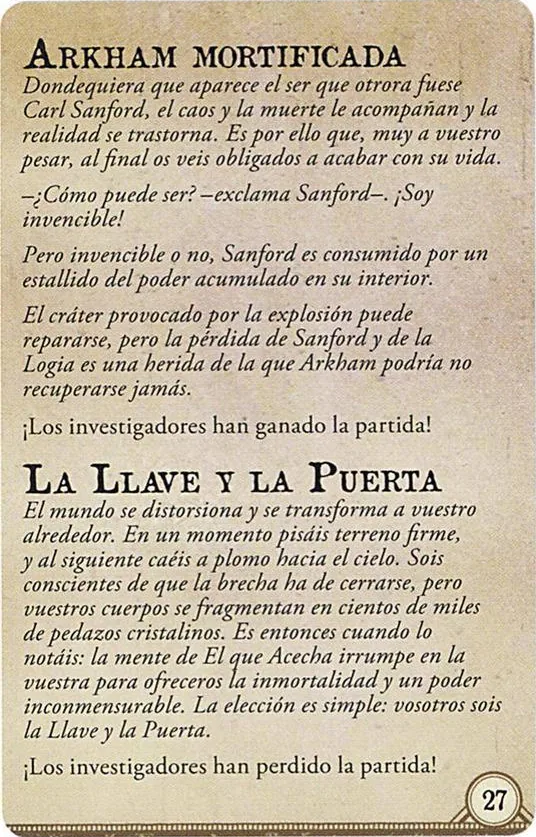 ARKHAM MORTIFICADA
Dondequiera que aparece el ser que otrora fuese
Carl Sanford, el caos y la muerte le acompañan y la
realidad se trastorna. Es por ello que, muy a vuestro
pesar, al final os veis obligados a acabar con su vida.
–¿Cómo puede ser? –exclama Sanford–. ¡Soy
invencible!
Pero invencible o no, Sanford es consumido por un
estallido del poder acumulado en su interior.
El cráter provocado por la explosión puede
repararse, pero la pérdida de Sanford y de la
Logia es una herida de la que Arkham podría no
recuperarse jamás.
¡Los investigadores han ganado la partida!
LA LLAVE Y LA PUERTA
El mundo se distorsiona y se transforma a vuestro
alrededor. En un momento pisáis terreno firme,
y al siguiente caéis a plomo hacia el cielo. Sois
conscientes de que la brecha ha de cerrarse, pero
vuestros cuerpos se fragmentan en cientos de miles
de pedazos cristalinos. Es entonces cuando lo
notáis: la mente de El que Acecha irrumpe en la
vuestra para ofreceros la inmortalidad y un poder
inconmensurable. La elección es simple: vosotros sois
la Llave y la Puerta.
¡Los investigadores han perdido la partida!
27